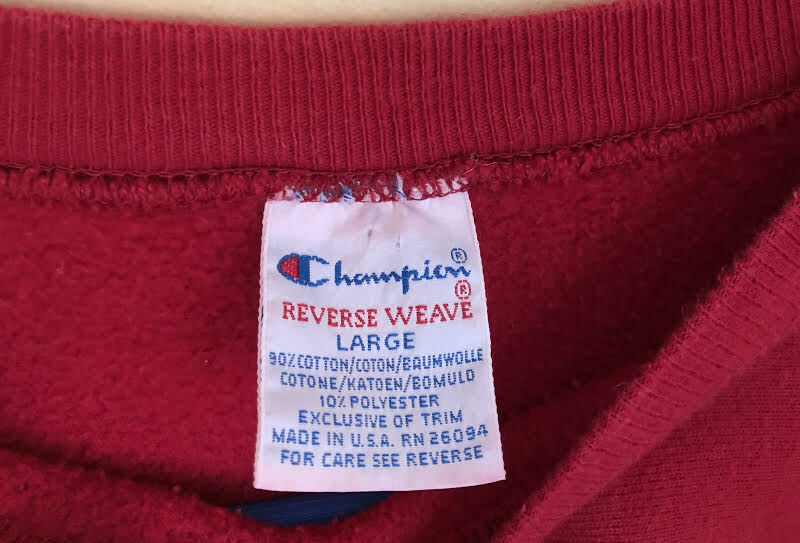 Champion®
REVERSE WEAVE®
LARGE
90% COTTON/COTON/BAUMWOLLE
COTONE/KATOEN/BOMULD
10% POLYESTER
EXCLUSIVE OF TRIM
MADE IN U.S.A. RN 26094
FOR CARE SEE REVERSE